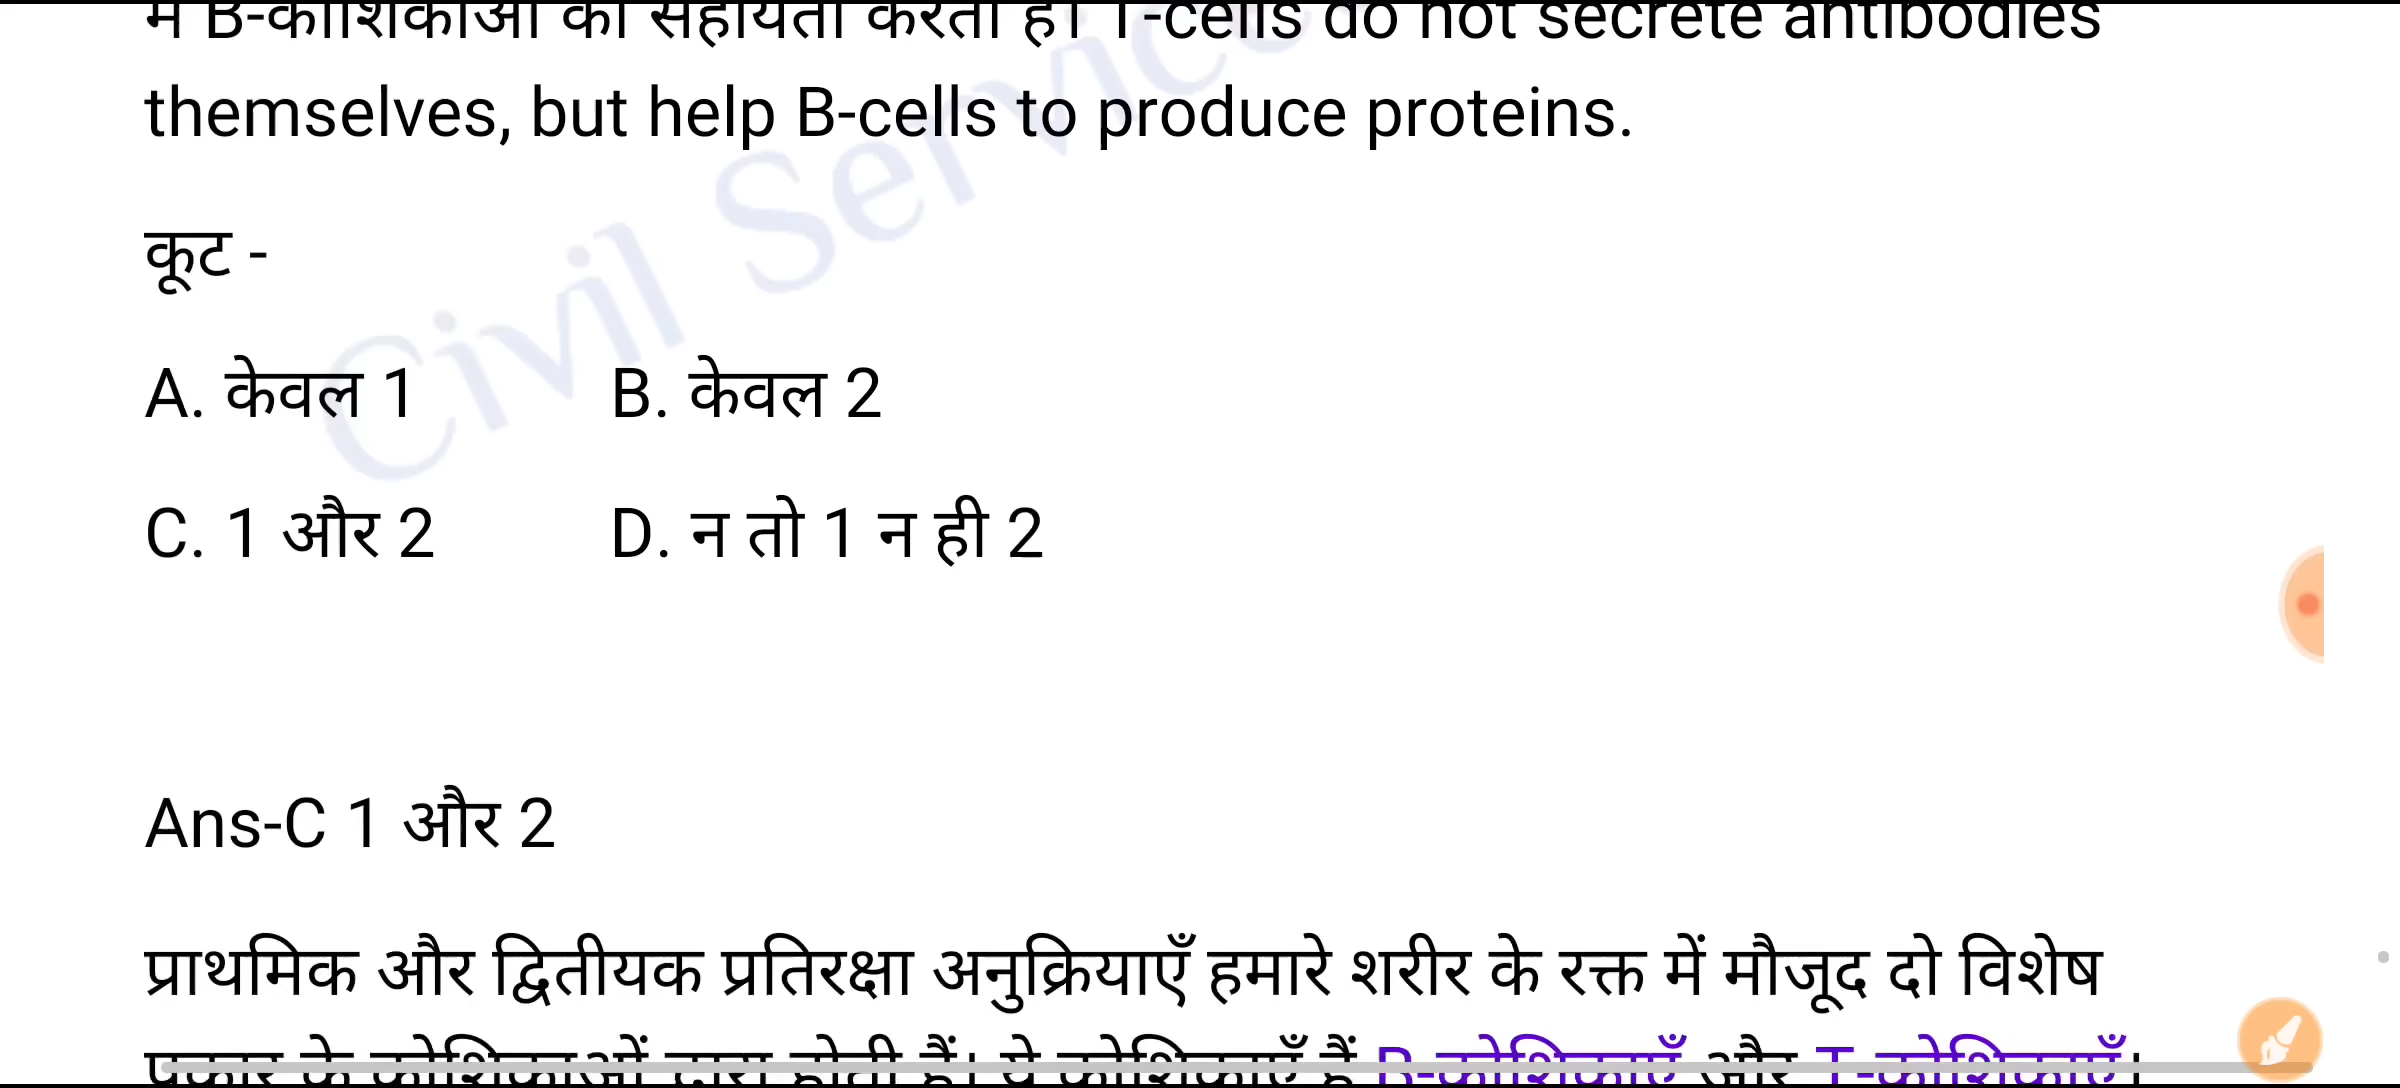 में B-कोशिकाओं की सहायता करती हैं। T-cells do not secrete antibodies
themselves, but help B-cells to produce proteins.
कूट -
A. केवल 1 B. केवल 2
C. 1 और 2 D. न तो 1 न ही 2
Ans-C 1 और 2
प्राथमिक और द्वितीयक प्रतिरक्षा अनुक्रियाएँ हमारे शरीर के रक्त में मौजूद दो विशेष
प्रकार के कोशिकाओं द्वारा होती हैं। ये कोशिकाएँ हैं B-कोशिकाएँ और T-कोशिकाएँ।
Civil Service